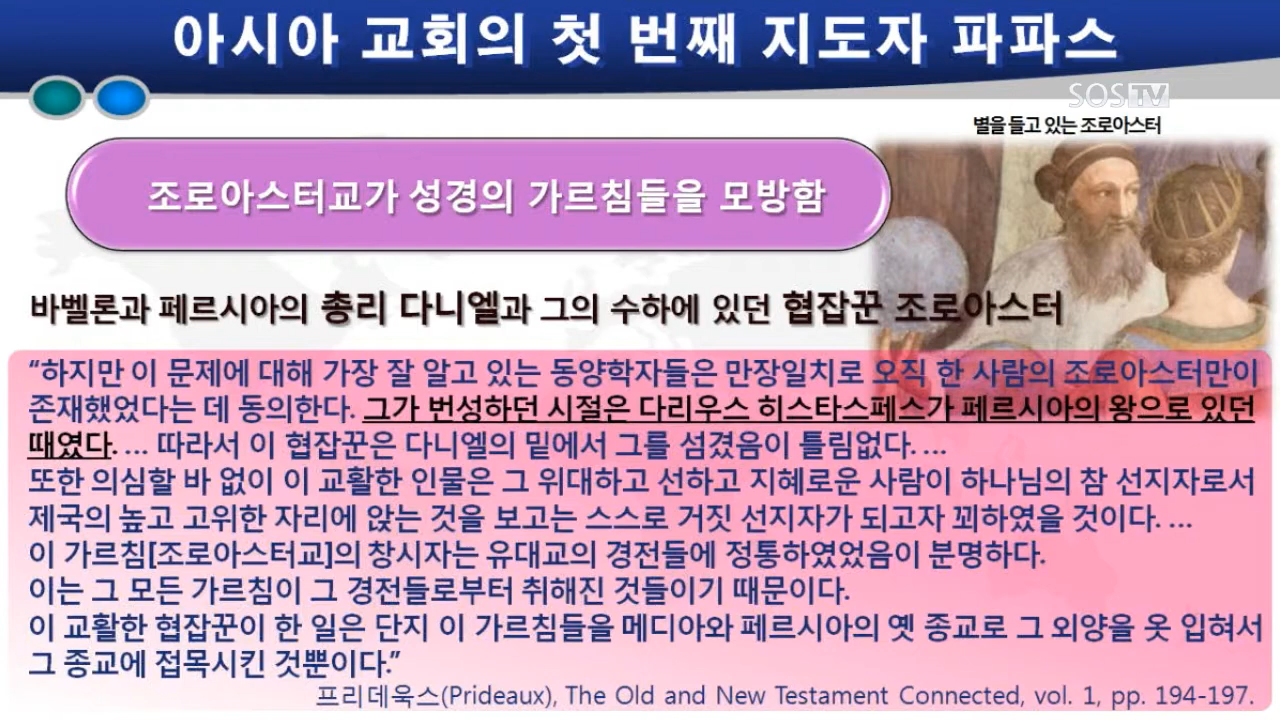 아시아 교회의 첫 번째 지도자 파파스
SOSTV
별을 들고 있는 조로아스터
조로아스터교가 성경의 가르침들을 모방함
바벨론과 페르시아의 총리 다니엘과 그의 수하에 있던 협잡꾼 조로아스터
“하지만 이 문제에 대해 가장 잘 알고 있는 동양학자들은 만장일치로 오직 한 사람의 조로아스터만이
존재했었다는 데 동의한다. 그가 번성하던 시절은 다리우스 히스타스페스가 페르시아의 왕으로 있던
때였다. ... 따라서 이 협잡꾼은 다니엘의 밑에서 그를 섬겼음이 틀림없다. ...
또한 의심할 바 없이 이 교활한 인물은 그 위대하고 선하고 지혜로운 사람이 하나님의 참 선지자로서
제국의 높고 고위한 자리에 앉는 것을 보고는 스스로 거짓 선지자가 되고자 꾀하였을 것이다. ...
이 가르침[조로아스터교]의 창시자는 유대교의 경전들에 정통하였었음이 분명하다.
이는 그 모든 가르침이 그 경전들로부터 취해진 것들이기 때문이다.
이 교활한 협잡꾼이 한 일은 단지 이 가르침들을 메디아와 페르시아의 옛 종교로 그 외양을 옷 입혀서
그 종교에 접목시킨 것뿐이다.”
프리데욱스(Prideaux), The Old and New Testament Connected, vol. 1, pp. 194-197.